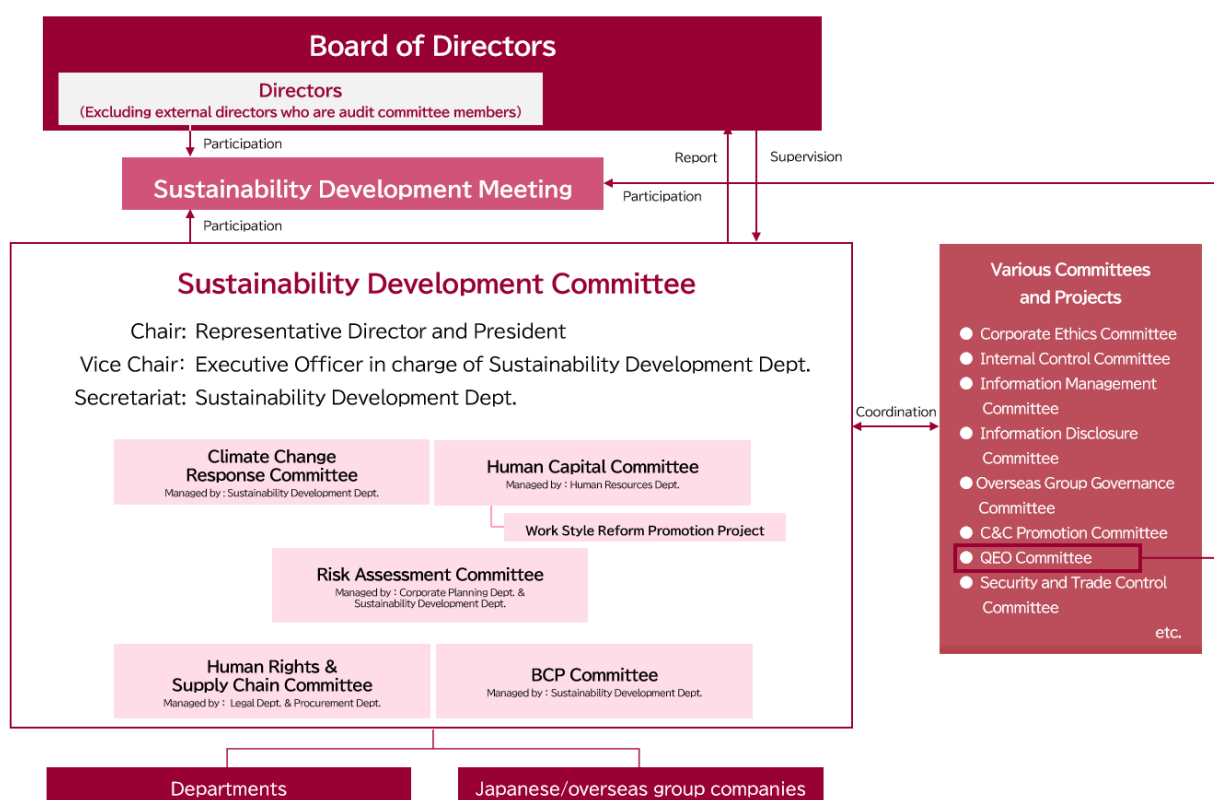 Board of Directors
Directors
(Excluding external directors who are audit committee members)
Participation
Report
Supervision
Sustainability Development Meeting
Participation
Participation
Sustainability Development Committee
Chair: Representative Director and President
Vice Chair: Executive Officer in charge of Sustainability Development Dept.
Secretariat: Sustainability Development Dept.
Climate Change
Response Committee
Managed by : Sustainability Development Dept.
Human Capital Committee
Managed by : Human Resources Dept.
Work Style Reform Promotion Project
Risk Assessment Committee
Managed by : Corporate Planning Dept. &
Sustainability Development Dept.
Human Rights &
Supply Chain Committee
Managed by : Legal Dept. & Procurement Dept.
BCP Committee
Managed by : Sustainability Development Dept.
Coordination
Various Committees
and Projects
● Corporate Ethics Committee
● Internal Control Committee
● Information Management
Committee
● Information Disclosure
Committee
● Overseas Group Governance
Committee
● C&C Promotion Committee
● QEO Committee
● Security and Trade Control
Committee
etc.
Departments
Japanese/overseas group companies